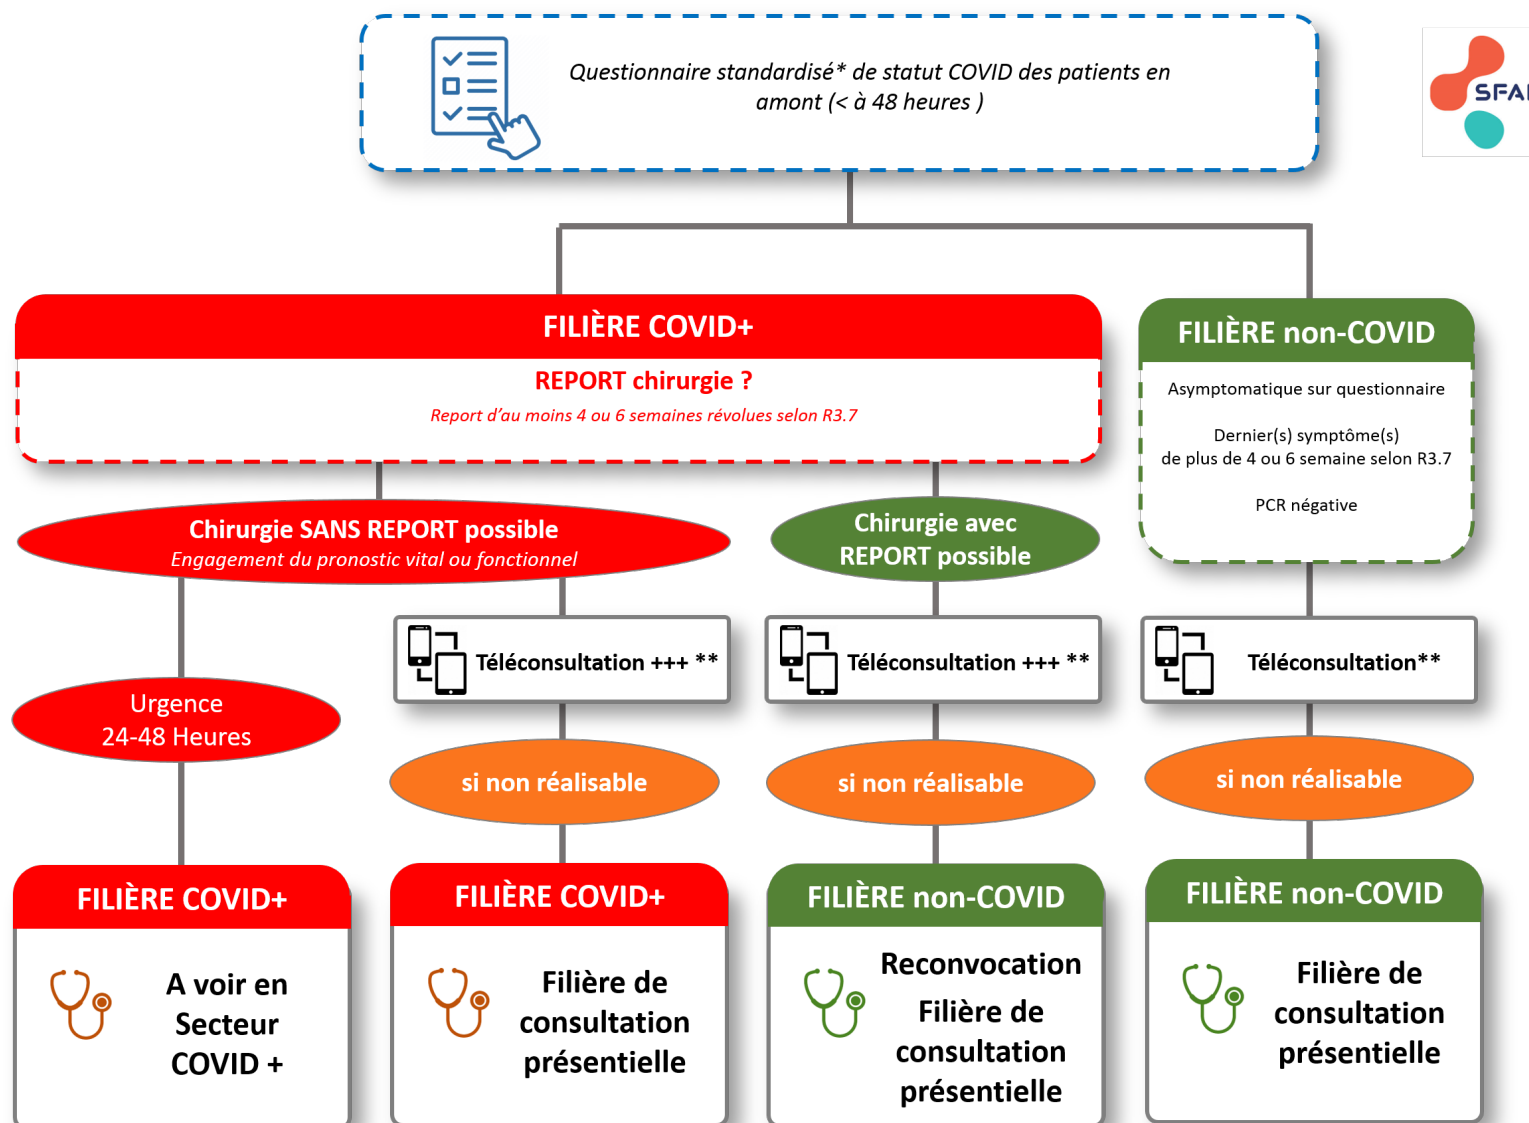 Questionnaire standardisé* de statut COVID des patients en
amont (< à 48 heures )
FILIÈRE COVID+
REPORT chirurgie ?
Report d'au moins 4 ou 6 semaines révolues selon R3.7
FILIÈRE non-COVID
Asymptomatique sur questionnaire
Dernier(s) symptôme(s)
de plus de 4 ou 6 semaine selon R3.7
PCR négative
Chirurgie SANS REPORT possible
Engagement du pronostic vital ou fonctionnel
Chirurgie avec
REPORT possible
Téléconsultation +++ **
Téléconsultation +++ **
Téléconsultation**
Urgence
24-48 Heures
si non réalisable
si non réalisable
si non réalisable
FILIÈRE COVID+
A voir en
Secteur
COVID +
FILIÈRE COVID+
Filière de
consultation
présentielle
FILIÈRE non-COVID
Reconvocation
Filière de
consultation
présentielle
FILIÈRE non-COVID
Filière de
consultation
présentielle